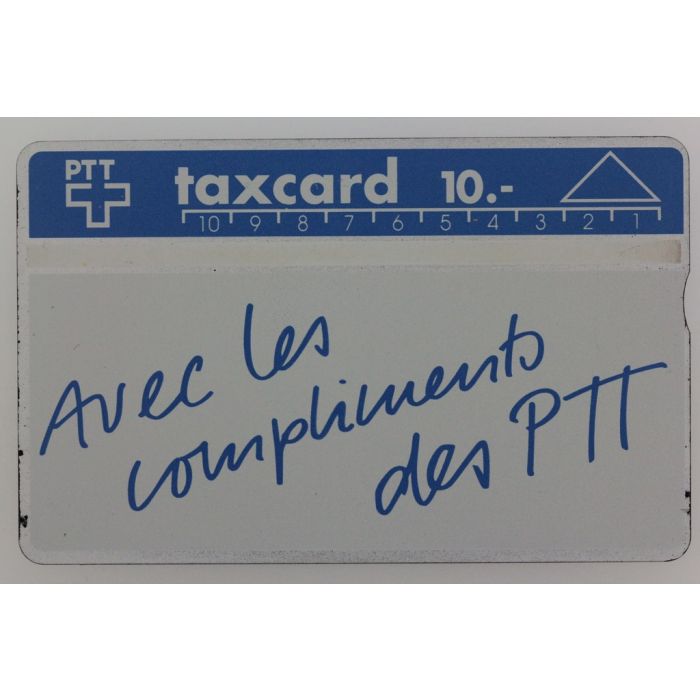 PTT taxcard 10.-
10 9 8 7 6 5 4 3 2 1
Avec les
compliments
des PTT